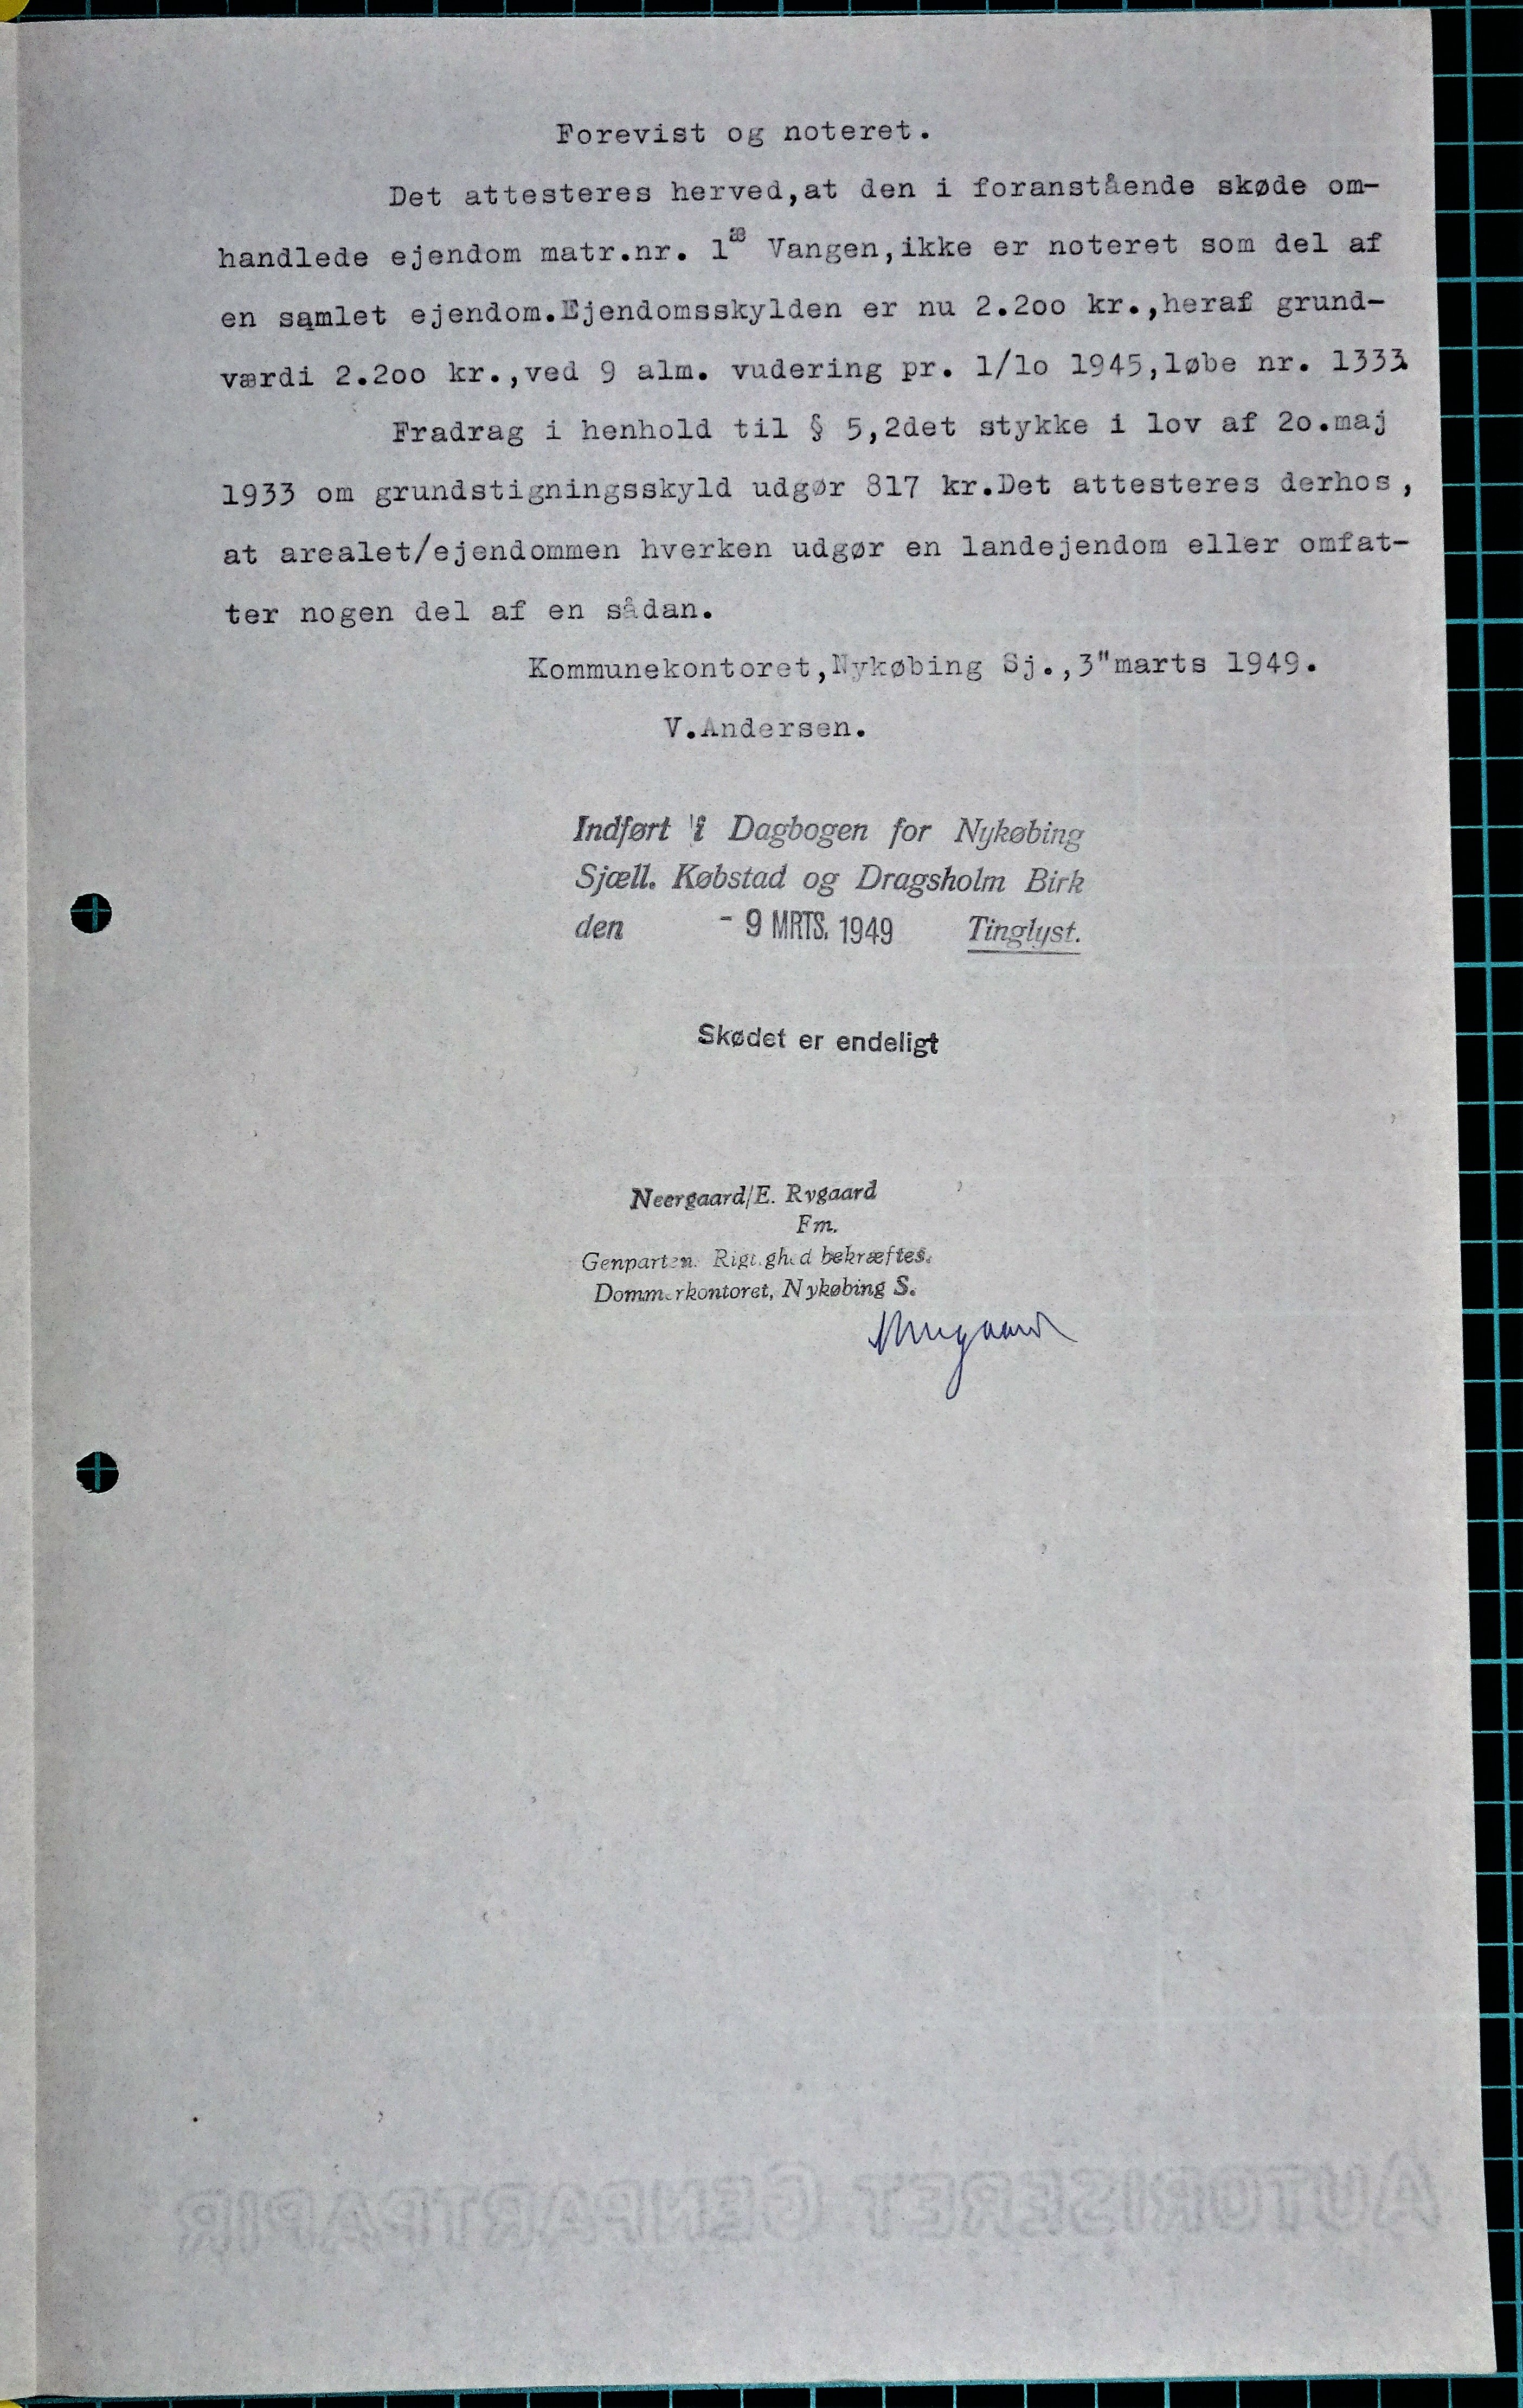 Forevist og noteret.
Det attesteres herved,at den i foranstående skøde om-
handlede ejendom matr.nr. 1æ Vangen,ikke er noteret som del af
en samlet ejendom.Ejendomsskylden er nu 2.2oo kr.,heraf grund-
værdi 2.2oo kr.,ved 9 alm. vudering pr. 1/1o 1945,løbe nr. 1333.
Fradrag i henhold til § 5,2det stykke i lov af 2o.maj
1933 om grundstigningsskyld udgør 817 kr.Det attesteres derhos,
at arealet/ejendommen hverken udgør en landejendom eller omfat-
ter nogen del af en sådan.
Kommunekontoret,Nykøbing Sj.,3"marts 1949.
V.Andersen.
Indført i Dagbogen for Nykøbing
Sjæll. Købstad og Dragsholm Birk
den - 9 MRTS. 1949 Tinglyst.
Skødet er endeligt
Neergaard/E. Rygaard
Fm.
Genpartens Rigtighed bekræftes.
Dommerkontoret, Nykøbing S.
AUTORISERET GENPARTPAPIR